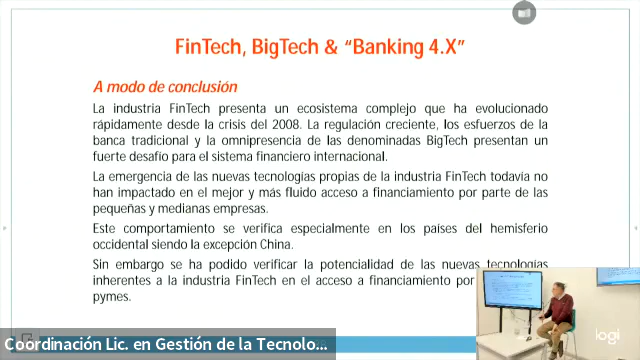 FinTech, BigTech & “Banking 4.X”
A modo de conclusión
La industria FinTech presenta un ecosistema complejo que ha evolucionado
rápidamente desde la crisis del 2008. La regulación creciente, los esfuerzos de la
banca tradicional y la omnipresencia de las denominadas BigTech presentan un
fuerte desafío para el sistema financiero internacional.
La emergencia de las nuevas tecnologías propias de la industria FinTech todavía no
han impactado en el mejor y más fluido acceso a financiamiento por parte de las
pequeñas y medianas empresas.
Este comportamiento se verifica especialmente en los países del hemisferio
occidental siendo la excepción China.
Sin embargo se ha podido verificar la potencialidad de las nuevas tecnologías
inherentes a la industria FinTech en el acceso a financiamiento por
pymes.
Coordinación Lic. en Gestión de la Tecnolo...
logi